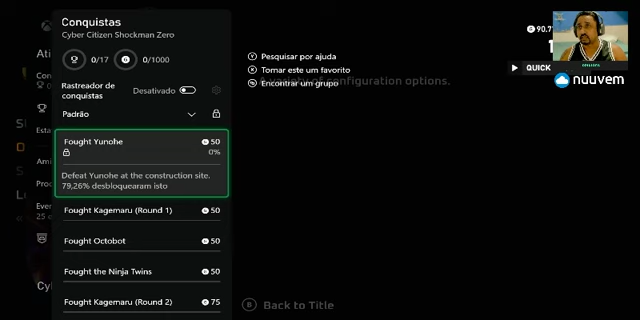 Conquistas
Cyber Citizen Shockman Zero
0/17
0/1000
Rastreador de
conquistas
Desativado
Padrão
Fought Yunohe
50
0%
Defeat Yunohe at the construction site.
79,26% desbloquearam isto
Fought Kagemaru (Round 1)
50
Fought Octobot
50
Fought the Ninja Twins
50
Fought Kagemaru (Round 2)
75
Pesquisar por ajuda
Tornar este um favorito
Encontrar um grupo
variety of configuration options.
B Back to Title
QUICK
nuuvem